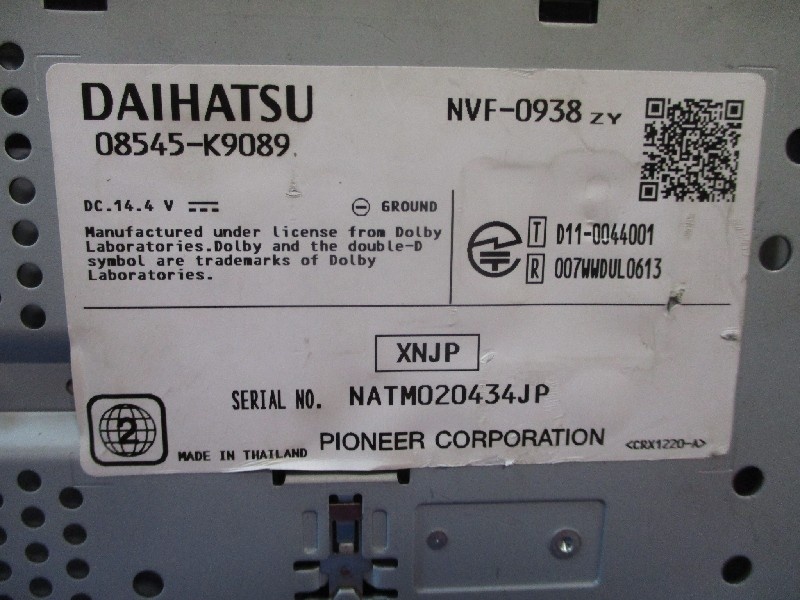 DAIHATSU
NVF-0938 ZY
08545-K9089
DC.14.4 V
GROUND
Manufactured under license from Dolby
Laboratories.Dolby and the double-D
symbol are trademarks of Dolby
Laboratories.
T D11-0044001
R 007WWDUL0613
XNJP
SERIAL NO. NATM020434JP
2
MADE IN THAILAND
PIONEER CORPORATION
<CRX1220-A>